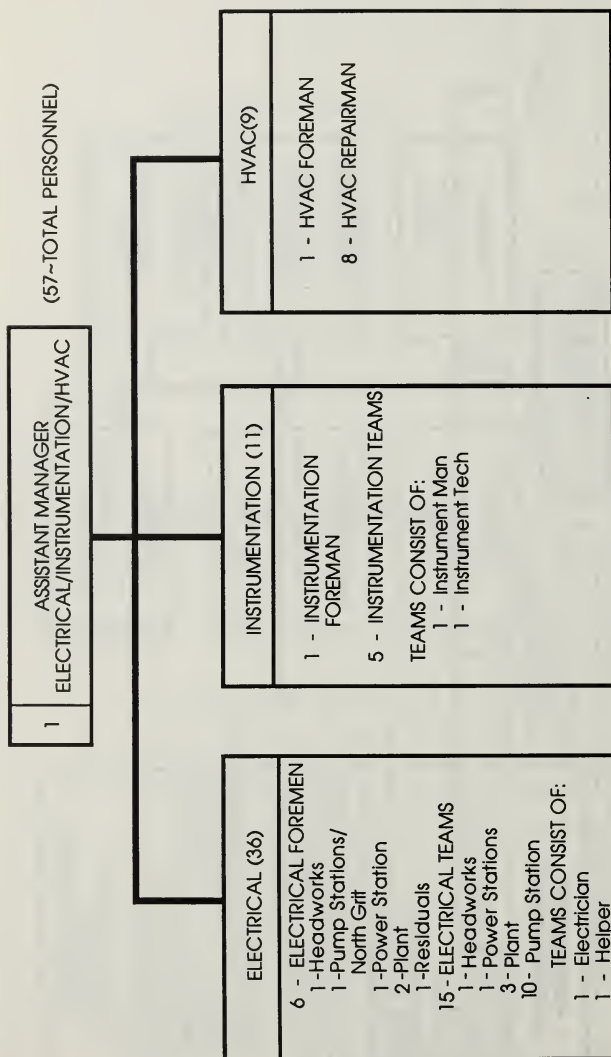 (57~TOTAL PERSONNEL)
1
ASSISTANT MANAGER
ELECTRICAL/INSTRUMENTATION/HVAC
ELECTRICAL (36)
6 - ELECTRICAL FOREMEN
1-Headworks
1-Pump Stations/
North Grit
1-Power Station
2-Plant
1-Residuals
15-ELECTRICAL TEAMS
1-Headworks
1-Power Stations
3-Plant
10- Pump Station
TEAMS CONSIST OF:
1 - Electrician
1 - Helper
INSTRUMENTATION (11)
1 - INSTRUMENTATION
FOREMAN
5 - INSTRUMENTATION TEAMS
TEAMS CONSIST OF:
1 - Instrument Man
1 - Instrument Tech
HVAC(9)
1 - HVAC FOREMAN
8 - HVAC REPAIRMAN